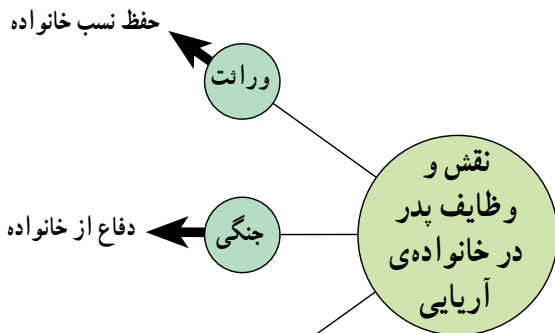 حفظ نسب خانواده
وراثت
نقش و
وظایف پدر
در خانواده‌ی
آریایی
جنگی
دفاع از خانواده